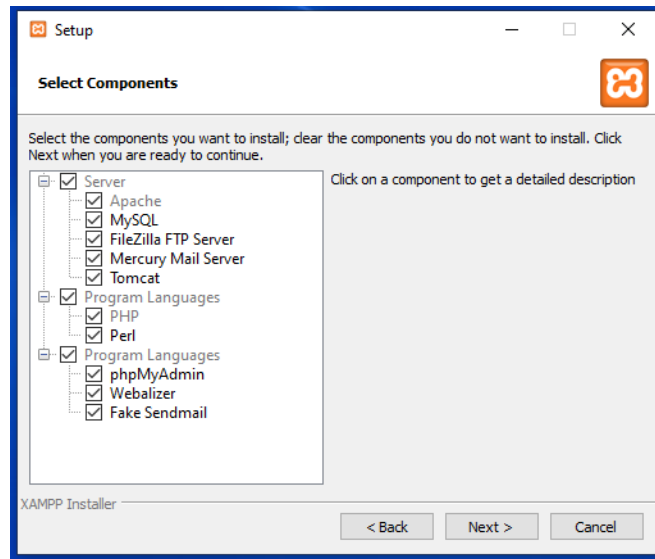 Setup
Select Components
Select the components you want to install; clear the components you do not want to install. Click
Next when you are ready to continue.
Server
Apache
MySQL
FileZilla FTP Server
Mercury Mail Server
Tomcat
Program Languages
PHP
Perl
Program Languages
phpMyAdmin
Webalizer
Fake Sendmail
Click on a component to get a detailed description
XAMPP Installer
< Back
Next >
Cancel